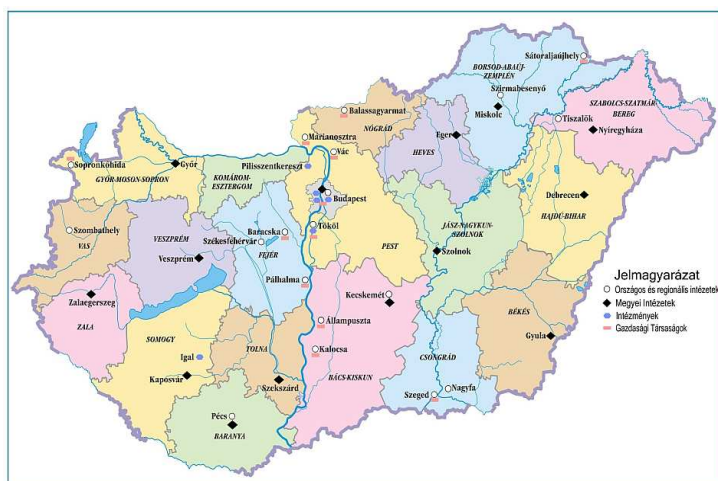 Sátoraljaújhely
BORSOD-ABAÚJ-
ZEMPLÉN
Szirmabesenyő
Miskolc
SZABOLCS-SZATMÁR
BEREG
Tiszalök
Nyíregyháza
Balassagyarmat
NÓGRÁD
Márianosztra
Vác
Eger
HEVES
Sopronkőhida
Győr
GYŐR-MOSON-SOPRON
Pilisszentkereszt
KOMÁROM-
ESZTERGOM
Budapest
Debrecen
HAJDÚ-BIHAR
Szombathely
VAS
VESZPRÉM
Veszprém
Baracska
Székesfehérvár
FEJÉR
Tököl
PEST
JÁSZ-NAGYKUN-
SZOLNOK
Szolnok
Pálhalma
Zalaegerszeg
ZALA
Kecskemét
Állampuszta
Kalocsa
BÁCS-KISKUN
SOMOGY
Igal
Kaposvár
TOLNA
Szekszárd
BÉKÉS
Gyula
CSONGRÁD
Szeged
Nagyfa
Pécs
BARANYA
Jelmagyarázat
Országos és regionális intézetek
Megyei Intézetek
Intézmények
Gazdasági Társaságok